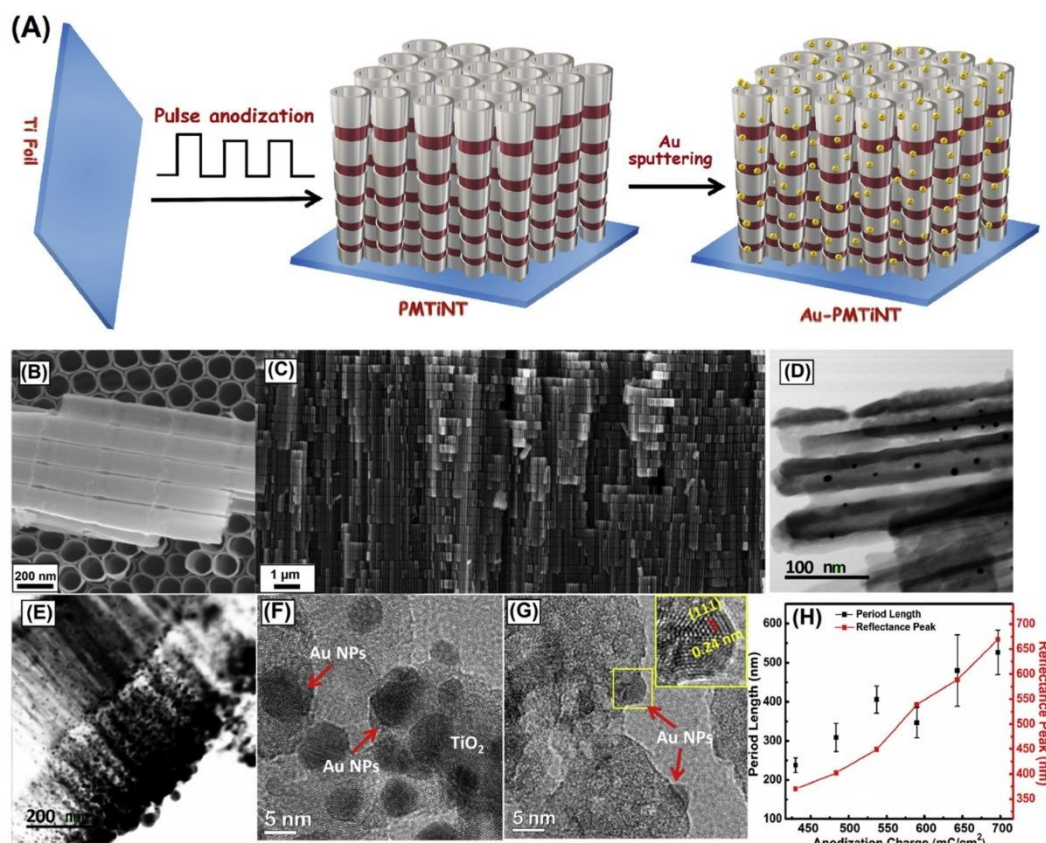 (A)
Ti Foil
Pulse anodization
PMTiNT
Au
sputtering
Au-PMTiNT
(B)
200 nm
(C)
1 μm
(D)
100 nm
(E)
200 nm
(F)
Au NPs
Au NPs
TiO2
5 nm
(G)
{111}
0.24 nm
Au NPs
5 nm
(H)
Period Length
Reflectance Peak
Period Length (nm)
600
500
400
300
200
100
450 500 550 600 650 700
Anodization Charge (mC/cm2)
700
650
600
550
500
450
400
350
Reflectance Peak
(nm)